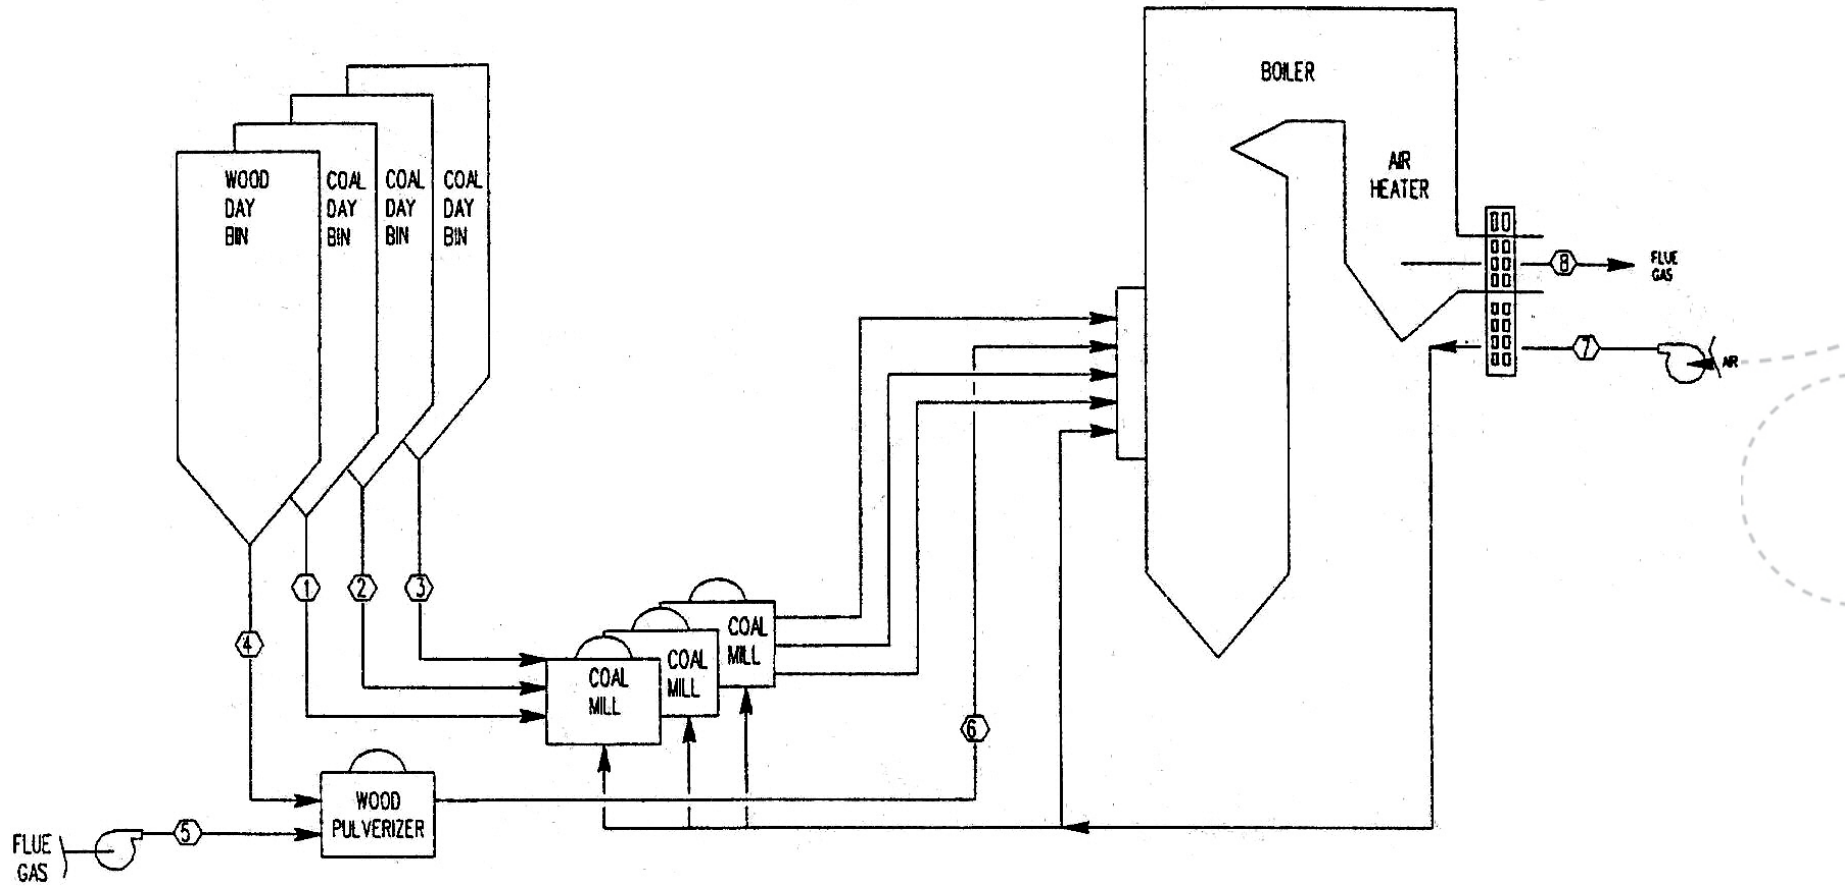 BOILER
WOOD
DAY
BIN
COAL
DAY
BIN
COAL
DAY
BIN
COAL
DAY
BIN
AIR
HEATER
8
FLUE
GAS
7
AIR
1
2
3
4
COAL
MILL
COAL
MILL
COAL
MILL
6
WOOD
PULVERIZER
5
FLUE
GAS